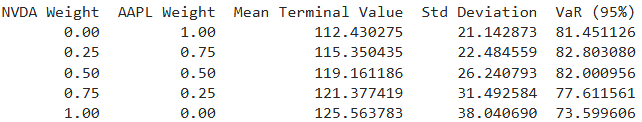 NVDA Weight  AAPL Weight  Mean Terminal Value  Std Deviation  VaR (95%)
0.00  1.00  112.430275  21.142873  81.451126
0.25  0.75  115.350435  22.484559  82.803080
0.50  0.50  119.161186  26.240793  82.000956
0.75  0.25  121.377419  31.492584  77.611561
1.00  0.00  125.563783  38.040690  73.599606